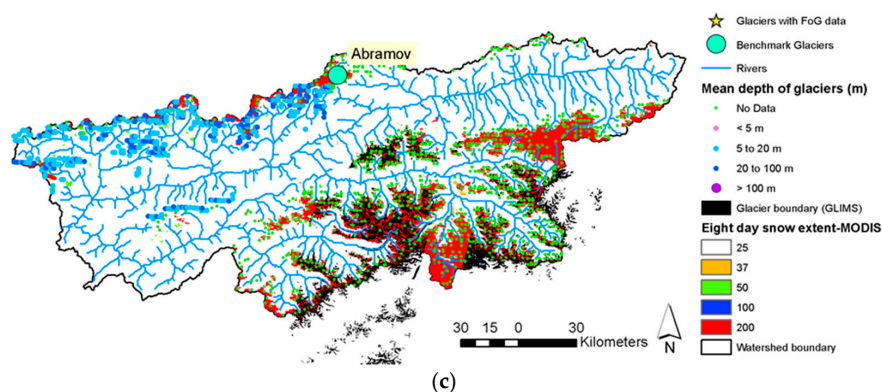 Abramov
Glaciers with FoG data
Benchmark Glaciers
Rivers
Mean depth of glaciers (m)
No Data
< 5 m
5 to 20 m
20 to 100 m
> 100 m
Glacier boundary (GLIMS)
Eight day snow extent-MODIS
25
37
50
100
200
Watershed boundary
30 15 0 30
Kilometers
N
(c)